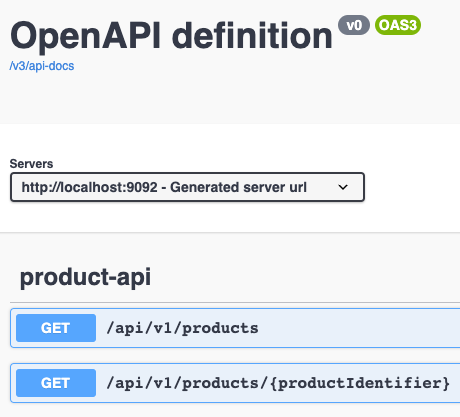 OpenAPI definition v0 OAS3
/v3/api-docs
Servers
http://localhost:9092 - Generated server url
product-api
GET /api/v1/products
GET /api/v1/products/{productIdentifier}